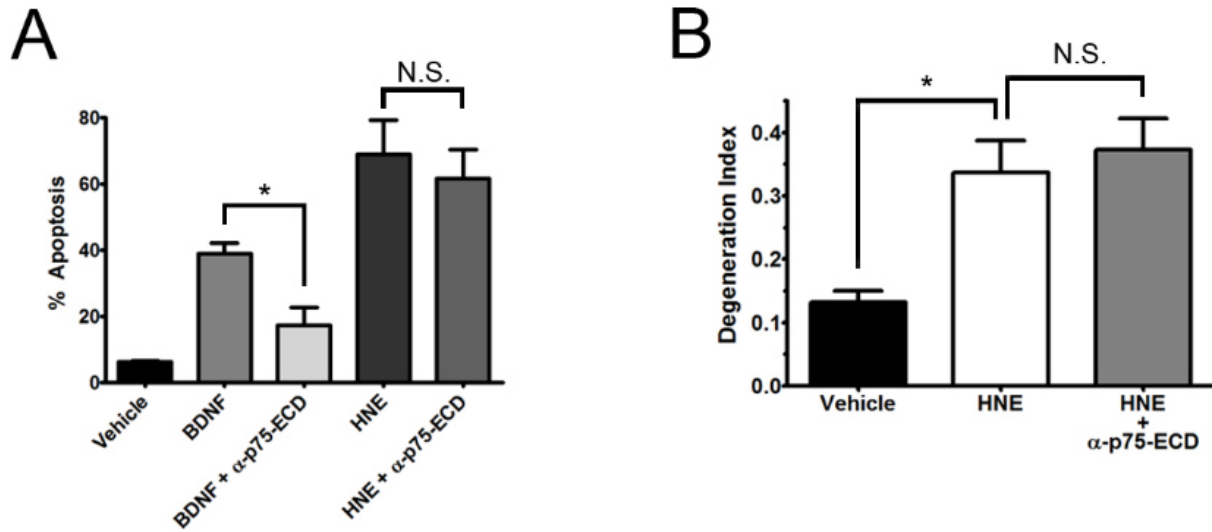 A
% Apoptosis
80
60
40
20
0
*
N.S.
Vehicle
BDNF
BDNF + α-p75-ECD
HNE
HNE + α-p75-ECD
B
Degeneration Index
0.4
0.3
0.2
0.1
0.0
*
N.S.
Vehicle
HNE
HNE
+
α-p75-ECD